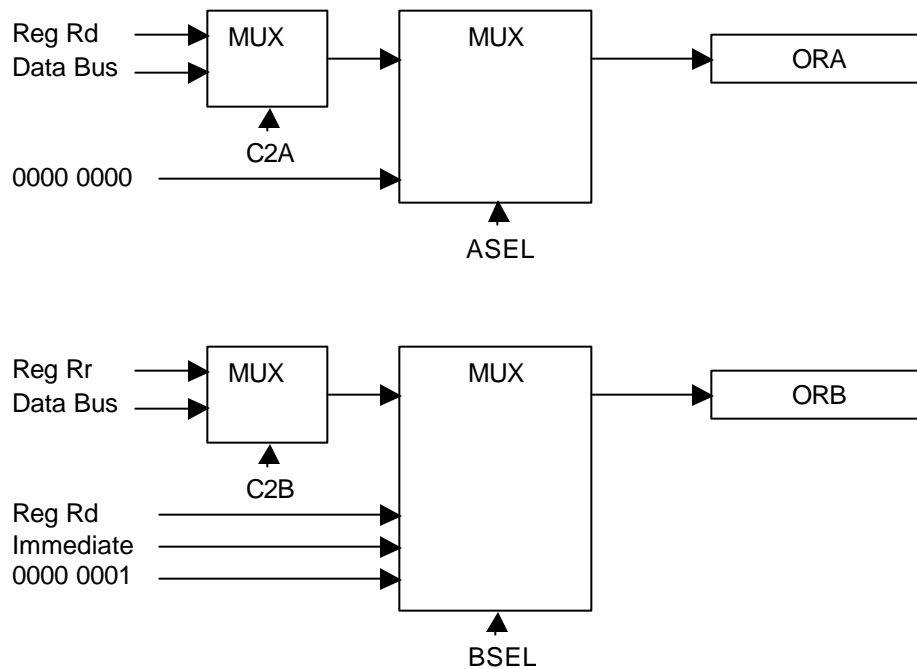 Reg Rd
Data Bus
MUX
MUX
ORA
C2A
0000 0000
ASEL
Reg Rr
Data Bus
MUX
MUX
ORB
C2B
Reg Rd
Immediate
0000 0001
BSEL